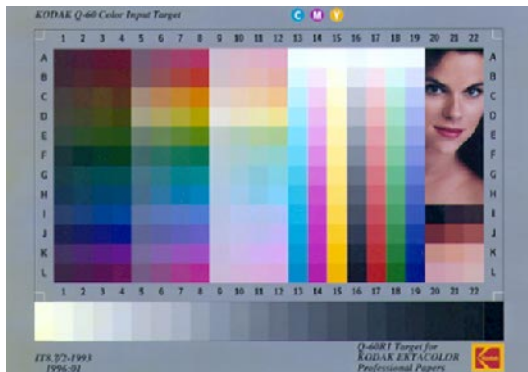 KODAK Q-60 Color Input Target
C M Y
1 2 3 4 5 6 7 8 9 10 11 12 13 14 15 16 17 18 19 20 21 22
A A
B B
C C
D D
E E
F F
G G
H H
I I
J J
K K
L L
1 2 3 4 5 6 7 8 9 10 11 12 13 14 15 16 17 18 19 20 21 22
IT8.7/2-1993
1996:01
Q-60R1 Target for
KODAK EKTACOLOR
Professional Papers
Kodak